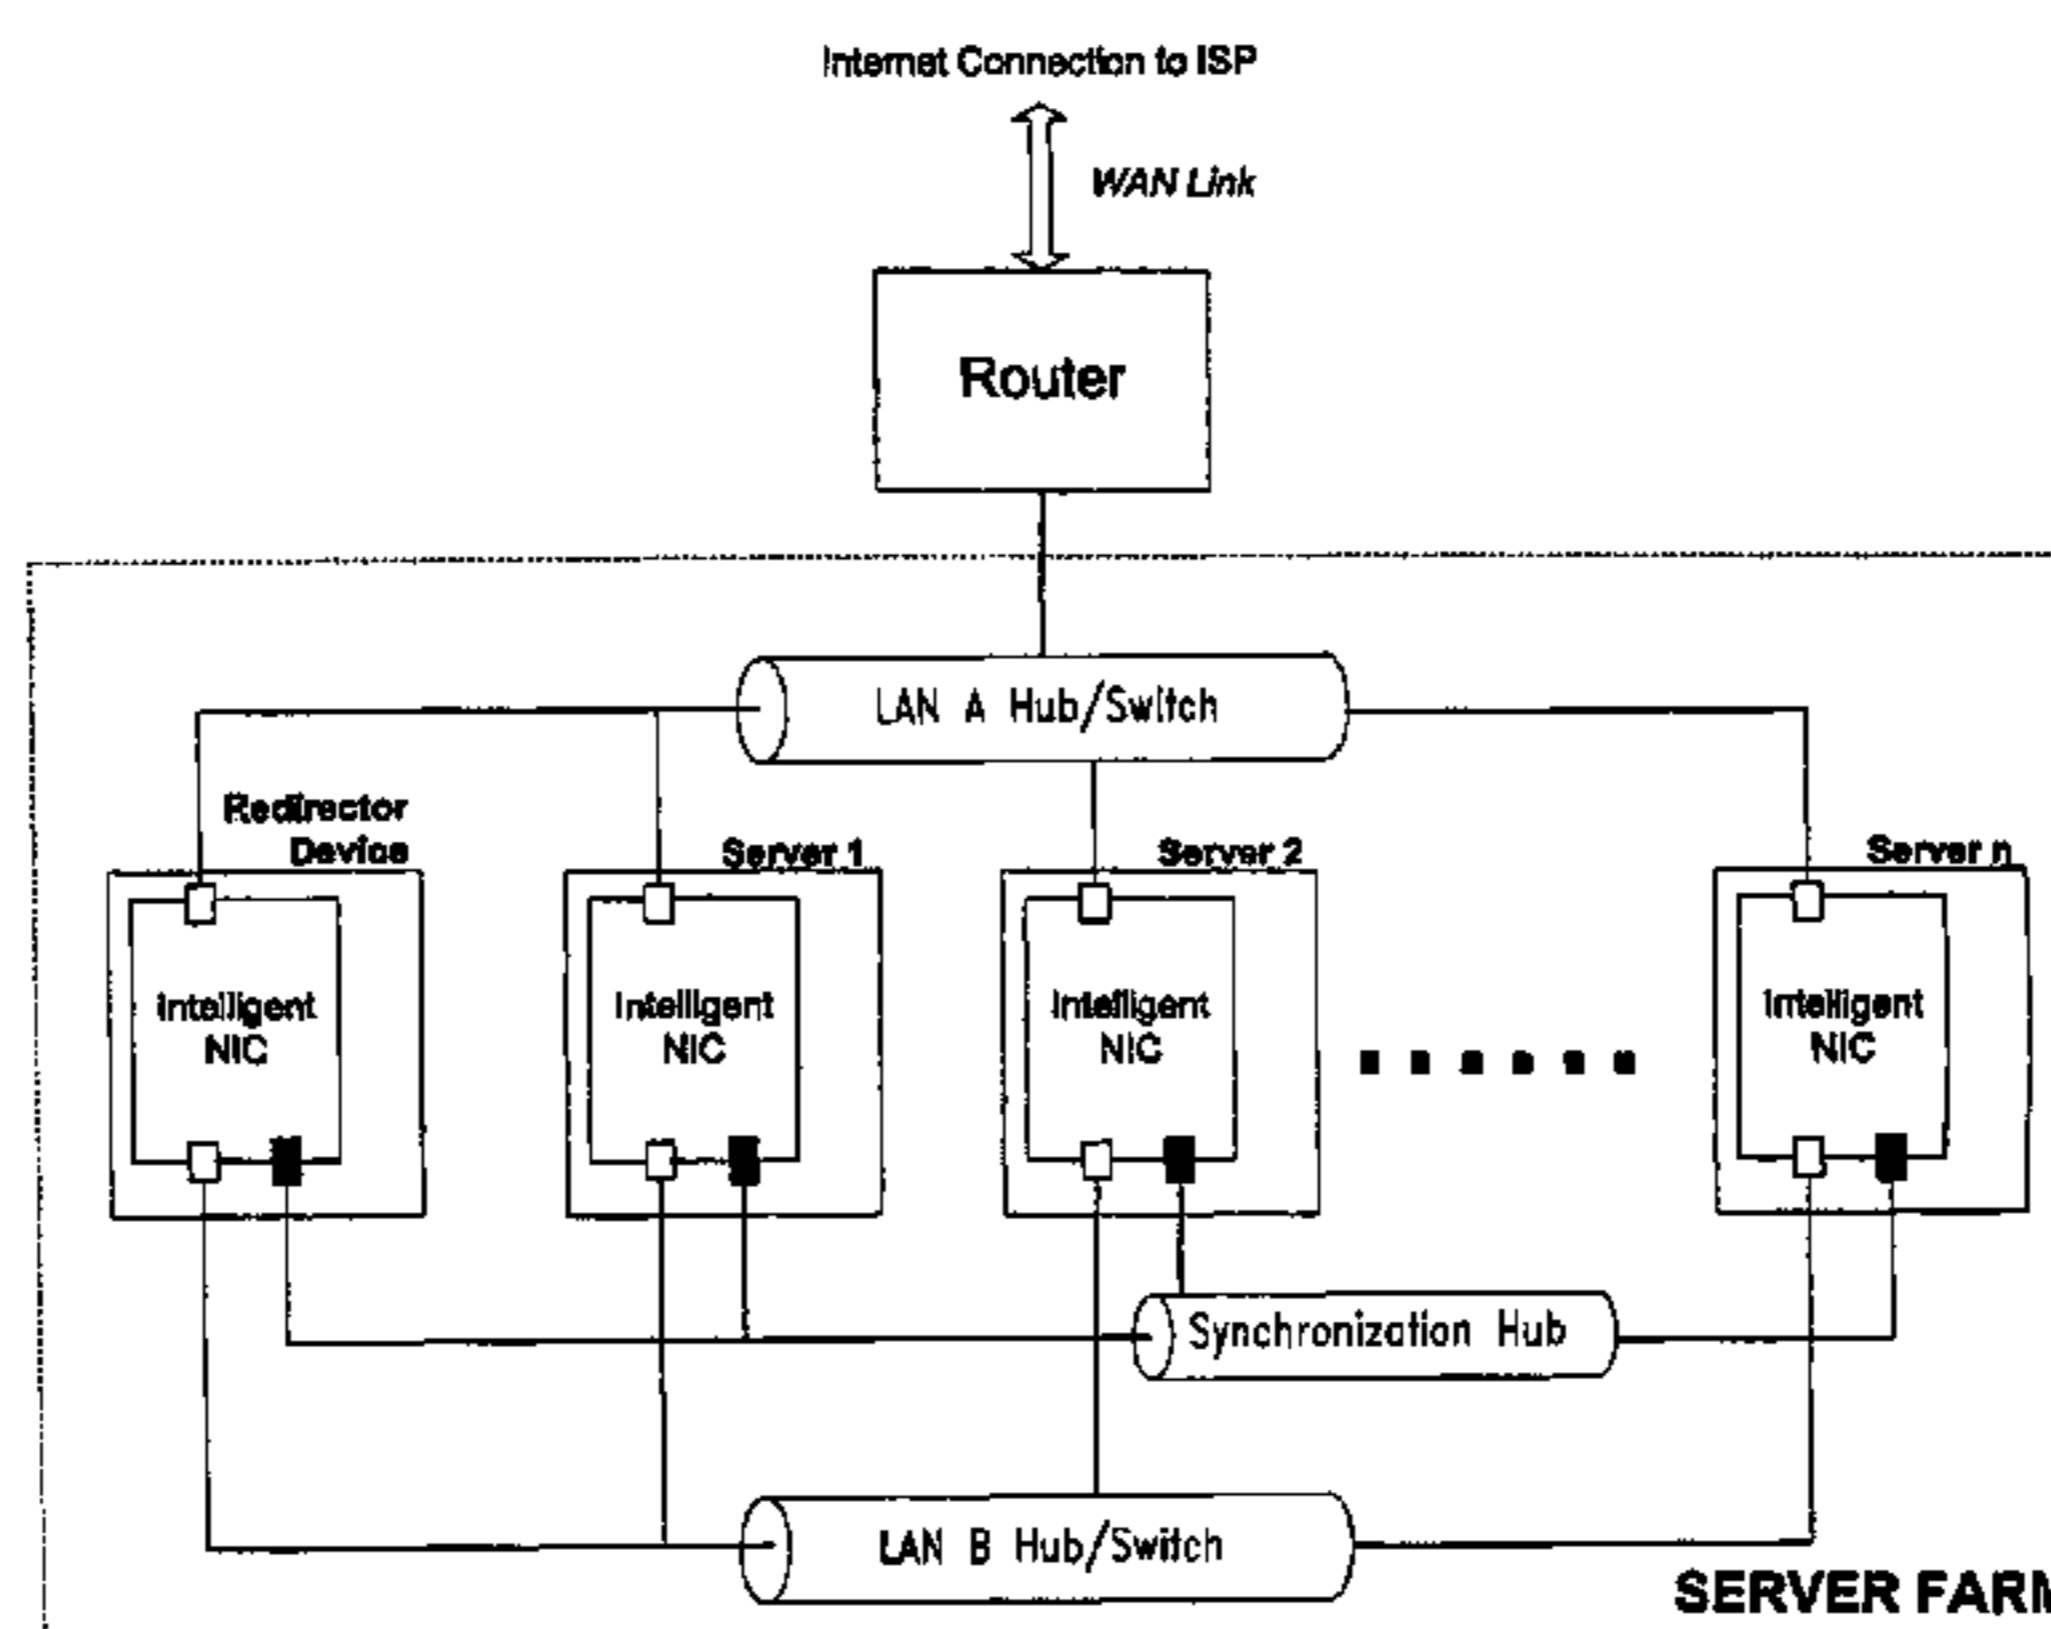 Internet Connection to ISP
WAN Link
Router
LAN A Hub/Switch
Redirector
Device
Server 1
Server 2
Server n
Intelligent
NIC
Intelligent
NIC
Intelligent
NIC
Intelligent
NIC
Synchronization Hub
LAN B Hub/Switch
SERVER FARM